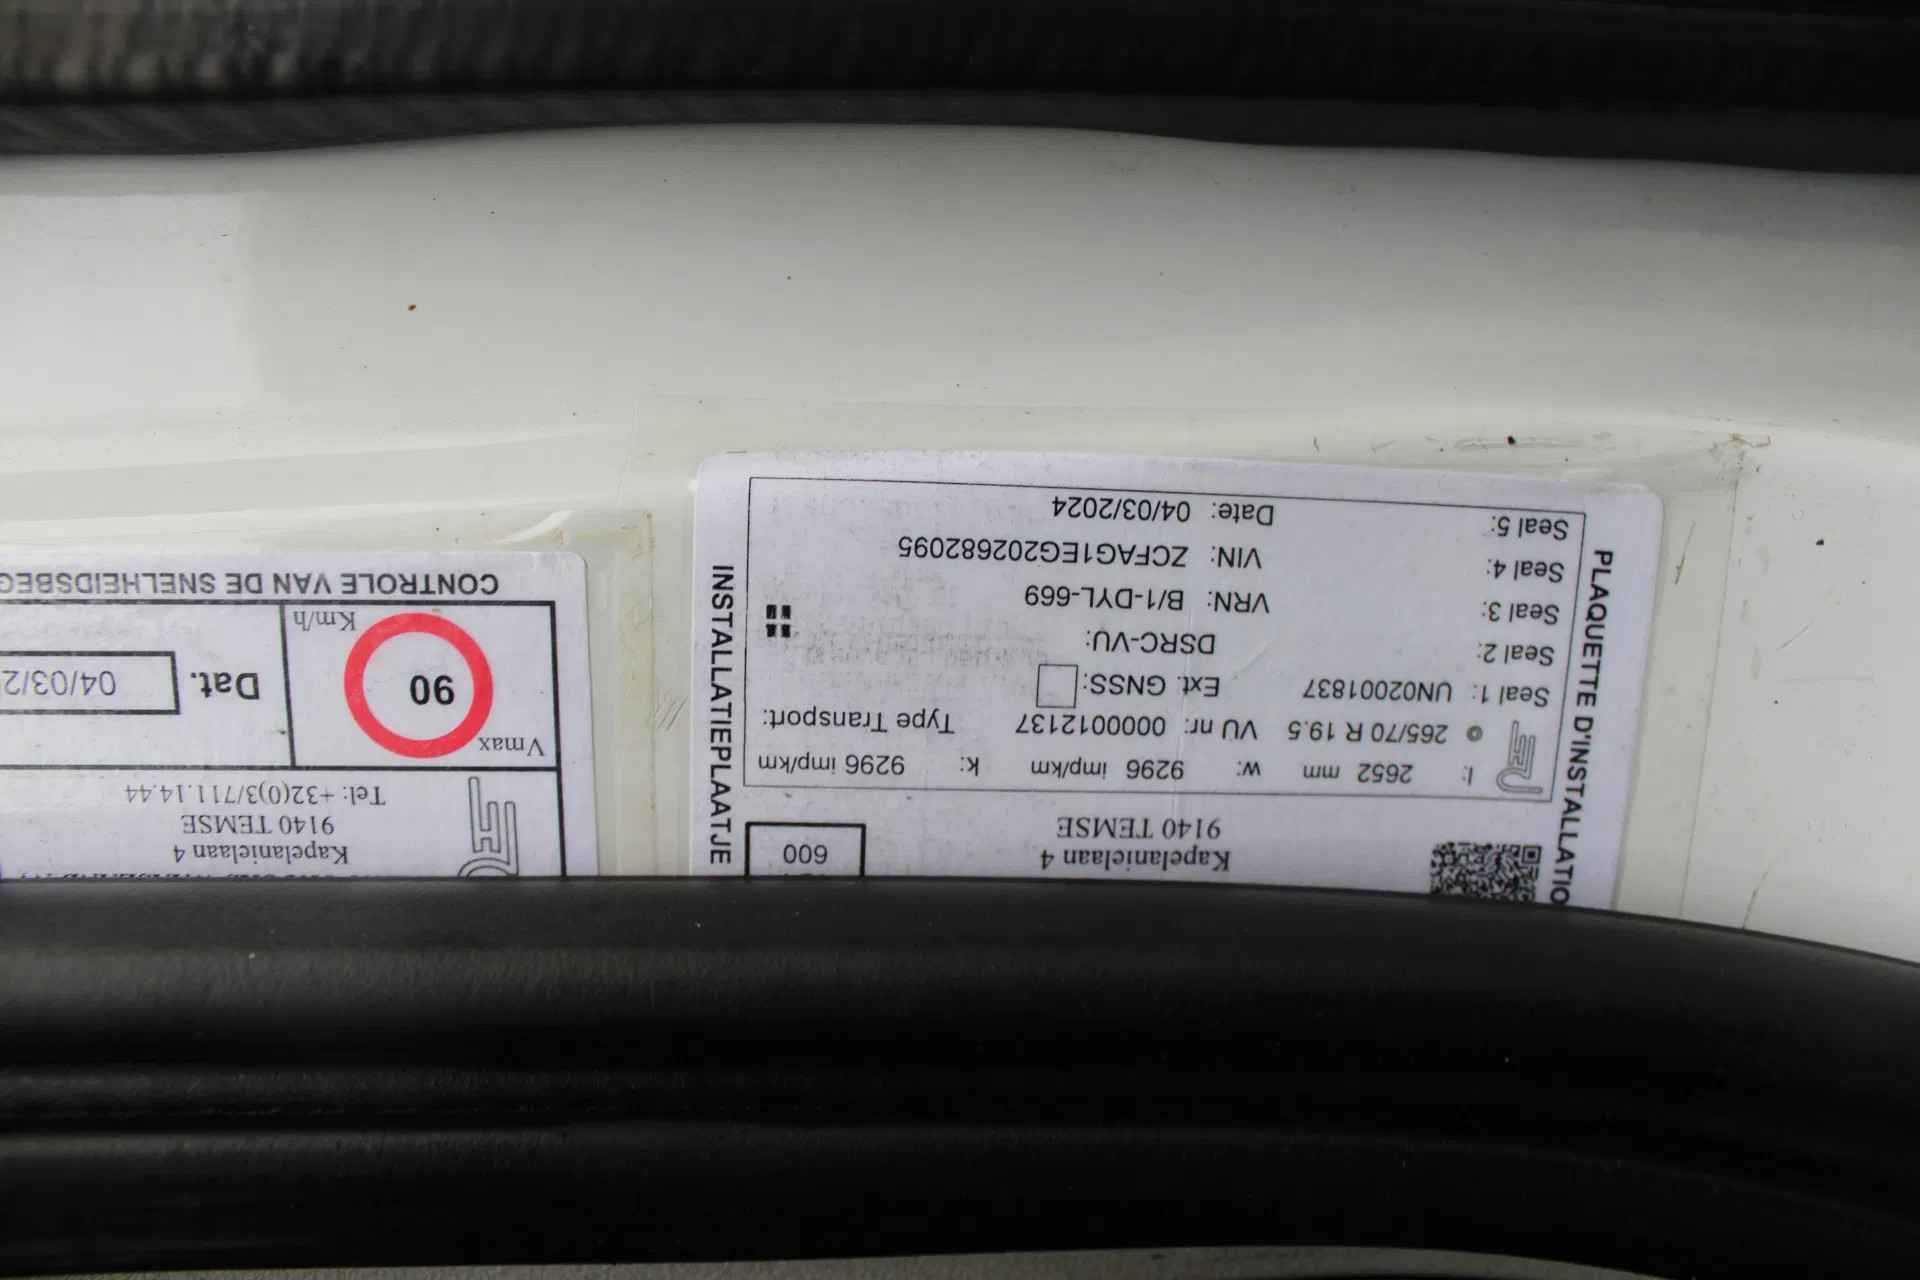 PLAQUETTE D'INSTALLATIO
Kapelanielaan 4
9140 TEMSE
600
l: 2652 mm w: 9296 imp/km k: 9296 imp/km
265/70 R 19.5 VU nr: 0000012137 Type Transport:
Seal 1: UN02001837 Ext. GNSS:
Seal 2: DSRC-VU:
Seal 3: VRN: B/1-DYL-669
Seal 4: VIN: ZCFAG1EG202682095
Seal 5: Date: 04/03/2024
INSTALLATIEPLAATJE
Kapelanielaan 4
9140 TEMSE
Tel: +32(0)3/711.14.44
Vmax
90
Km/h
Dat. 04/03/2
CONTROLE VAN DE SNELHEIDSBEG